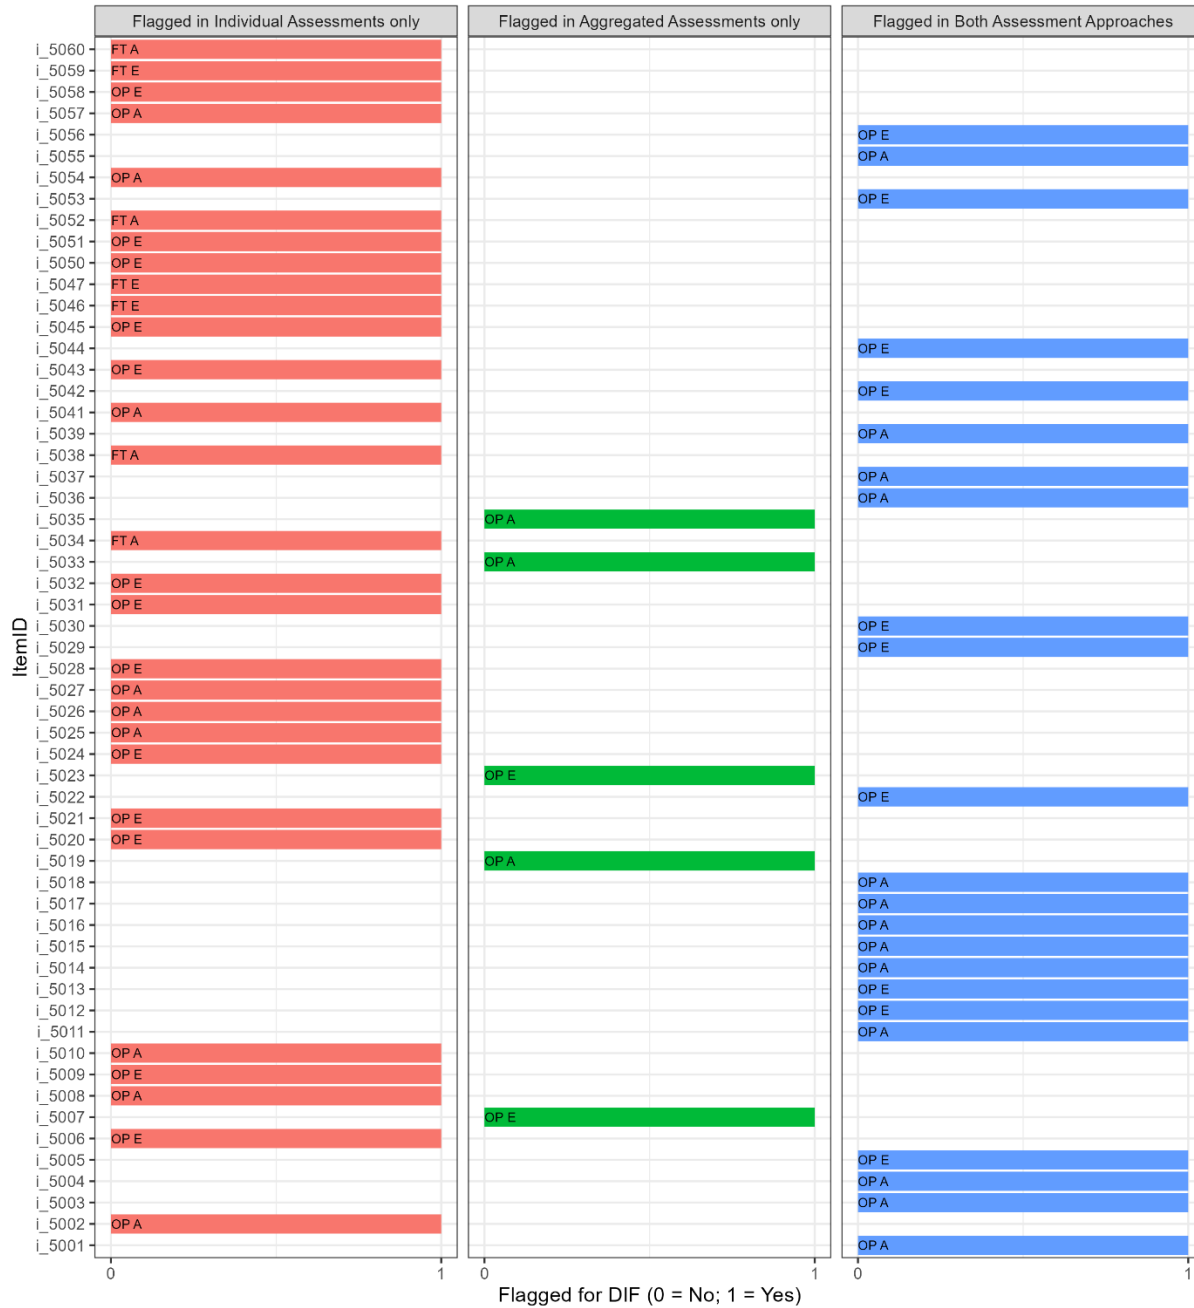 Flagged in Individual Assessments only Flagged in Aggregated Assessments only Flagged in Both Assessment Approaches
i_5060 FT A
i_5059 FT E
i_5058 OP E
i_5057 OP A
i_5056 OP E
i_5055 OP A
i_5054 OP A
i_5053 OP E
i_5052 FT A
i_5051 OP E
i_5050 OP E
i_5047 FT E
i_5046 FT E
i_5045 OP E
i_5044 OP E
i_5043 OP E
i_5042 OP E
i_5041 OP A
i_5039 OP A
i_5038 FT A
i_5037 OP A
i_5036 OP A
i_5035 OP A
i_5034 FT A
i_5033 OP A
i_5032 OP E
i_5031 OP E
i_5030 OP E
i_5029 OP E
i_5028 OP E
i_5027 OP A
i_5026 OP A
i_5025 OP A
i_5024 OP E
i_5023 OP E
i_5022 OP E
i_5021 OP E
i_5020 OP E
i_5019 OP A
i_5018 OP A
i_5017 OP A
i_5016 OP A
i_5015 OP A
i_5014 OP A
i_5013 OP E
i_5012 OP E
i_5011 OP A
i_5010 OP A
i_5009 OP E
i_5008 OP A
i_5007 OP E
i_5006 OP E
i_5005 OP E
i_5004 OP A
i_5003 OP A
i_5002 OP A
i_5001 OP A
ItemID
0 1 0 1 0 1
Flagged for DIF (0 = No; 1 = Yes)